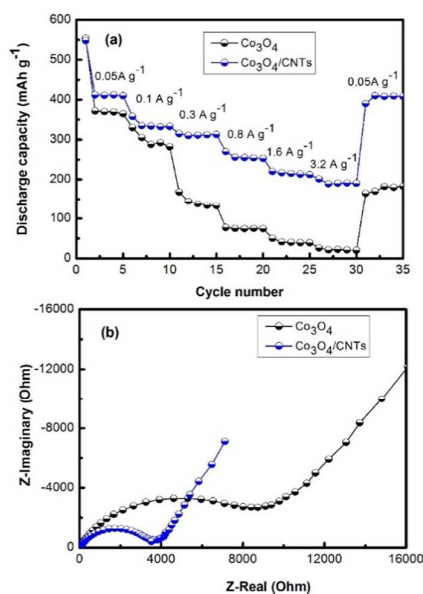 (a)
Co₃O₄
Co₃O₄/CNTs
0.05A g⁻¹
0.1 A g⁻¹
0.3 A g⁻¹
0.8 A g⁻¹
1.6 A g⁻¹
3.2 A g⁻¹
0.05A g⁻¹
Discharge capacity (mAh g⁻¹)
600
500
400
300
200
100
0
0 5 10 15 20 25 30 35
Cycle number
(b)
Co₃O₄
Co₃O₄/CNTs
Z-Imaginary (Ohm)
-16000
-12000
-8000
-4000
0
0 4000 8000 12000 16000
Z-Real (Ohm)